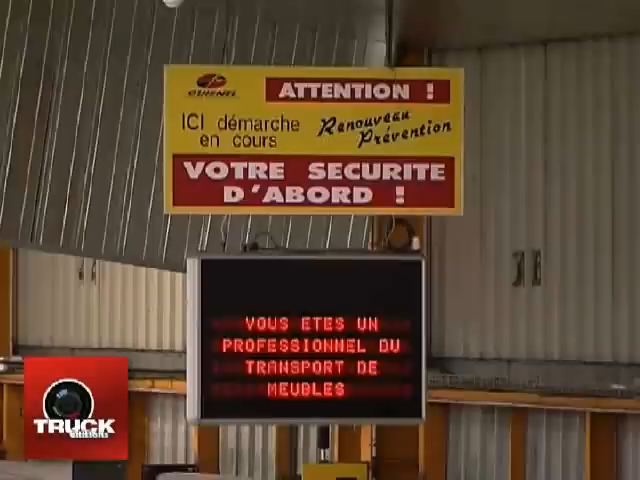 ATTENTION !
ICI démarche
en cours
Renouveau
Prévention
VOTRE SECURITE
D'ABORD !
VOUS ETES UN
PROFESSIONNEL DU
TRANSPORT DE
MEUBLES
TRUCK